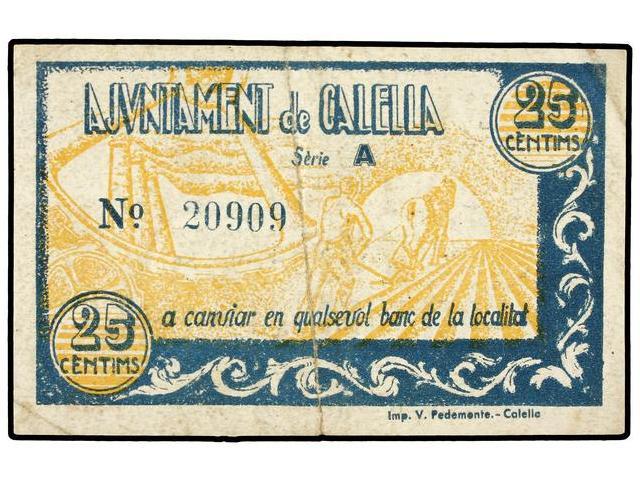 AJVNTAMENT de CALELLA
25
CÈNTIMS
Sèrie A
Nº 20909
a canviar en qualsevol banc de la localitat
25
CÈNTIMS
Imp. V. Pedemonte.- Calella